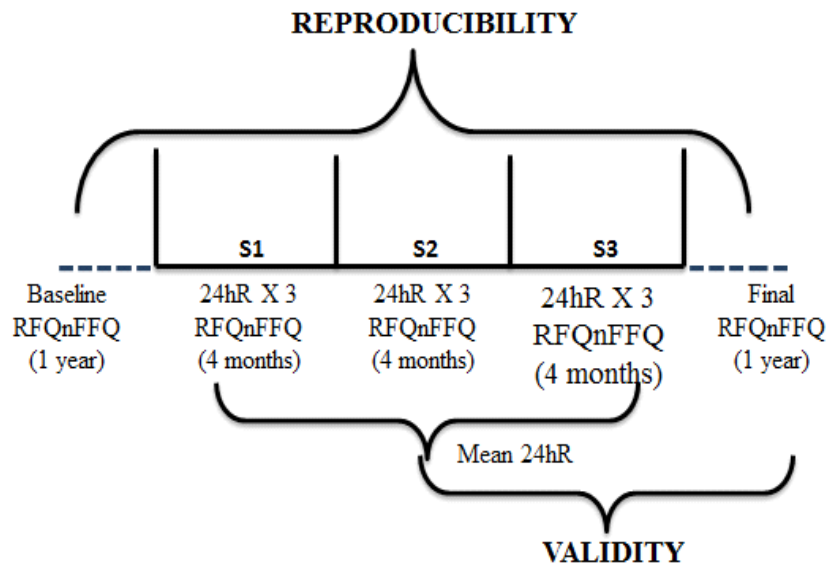 REPRODUCIBILITY
S1
S2
S3
Baseline
RFQnFFQ
(1 year)
24hR X 3
RFQnFFQ
(4 months)
24hR X 3
RFQnFFQ
(4 months)
24hR X 3
RFQnFFQ
(4 months)
Final
RFQnFFQ
(1 year)
Mean 24hR
VALIDITY